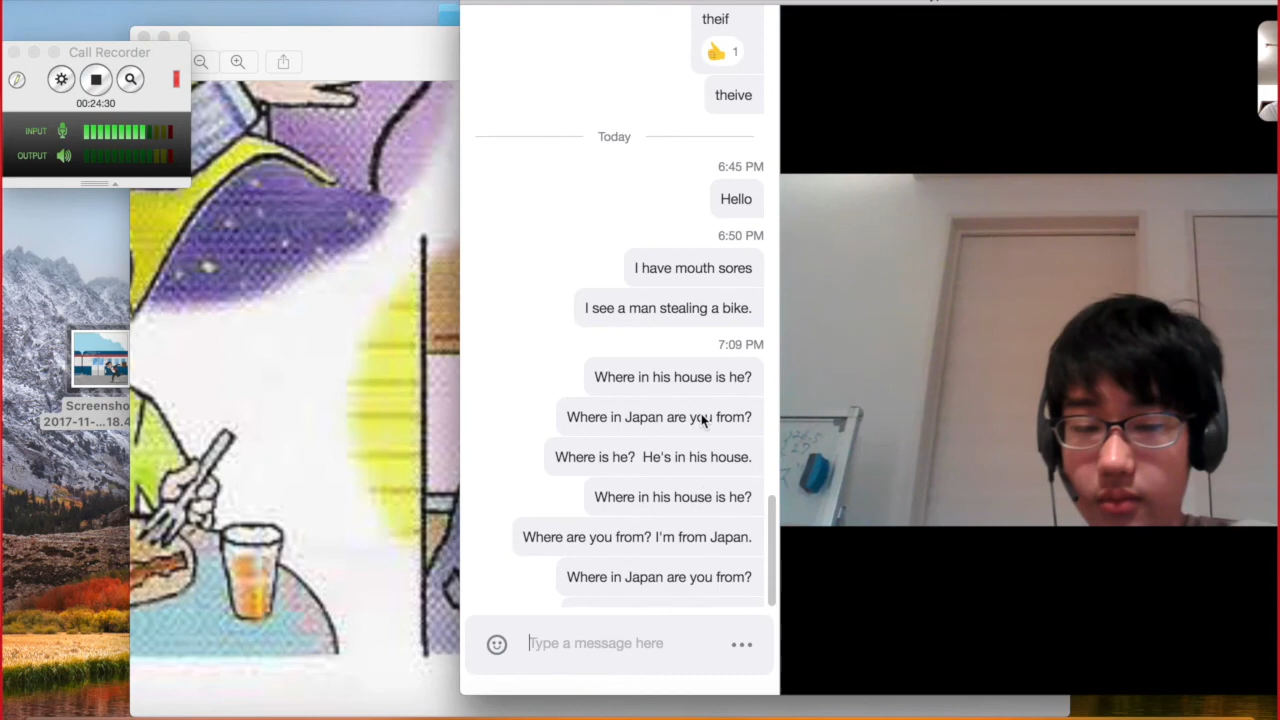 Call Recorder
00:24:30
INPUT
OUTPUT
Screensho
2017-11-...18.4
theif
1
theive
Today
6:45 PM
Hello
6:50 PM
I have mouth sores
I see a man stealing a bike.
7:09 PM
Where in his house is he?
Where in Japan are you from?
Where is he?  He's in his house.
Where in his house is he?
Where are you from? I'm from Japan.
Where in Japan are you from?
Type a message here